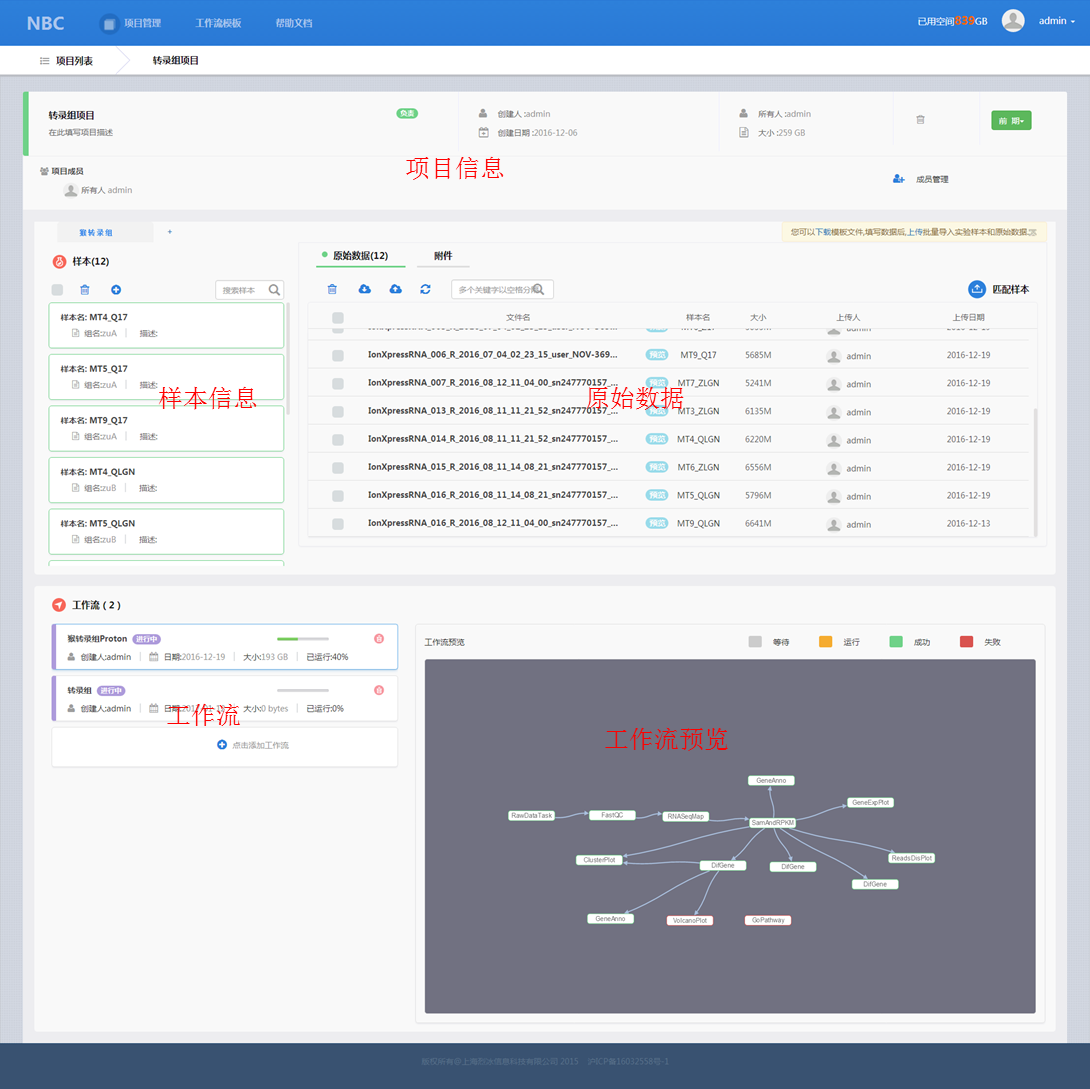 NBC 项目管理 工作流模板 帮助文档 已用空间839GB admin
项目列表 转录组项目
转录组项目 负责 创建人:admin 所有人:admin 前 期
在此填写项目描述 创建日期:2016-12-06 大小:259 GB
项目信息
项目成员 成员管理
所有人 admin
猴转录组 + 您可以下载模板文件,填写数据后,上传批量导入实验样本和原始数据.
样本(12)
搜索样本
样本名: MT4_Q17
组名:zuA 描述:
样本名: MT5_Q17
组名:zuA 描述:
样本信息
样本名: MT9_Q17
组名:zuA 描述:
样本名: MT4_QLGN
组名:zuB 描述:
样本名: MT5_QLGN
组名:zuB 描述:
原始数据(12) 附件
多个关键字以空格分 匹配样本
文件名 样本名 大小 上传人 上传日期
IonXpressRNA_006_R_2016_07_04_02_23_15_user_NOV-369... 预览 MT9_Q17 5685M admin 2016-12-19
IonXpressRNA_007_R_2016_08_12_11_04_00_sn247770157_... 预览 MT7_ZLGN 5241M admin 2016-12-19
原始数据
IonXpressRNA_013_R_2016_08_11_11_21_52_sn247770157_... 预览 MT3_ZLGN 6135M admin 2016-12-19
IonXpressRNA_014_R_2016_08_11_11_21_52_sn247770157_... 预览 MT4_QLGN 6220M admin 2016-12-19
IonXpressRNA_015_R_2016_08_11_14_08_21_sn247770157_... 预览 MT6_ZLGN 6556M admin 2016-12-19
IonXpressRNA_016_R_2016_08_11_14_08_21_sn247770157_... 预览 MT5_QLGN 5796M admin 2016-12-19
IonXpressRNA_016_R_2016_08_12_11_04_00_sn247770157_... 预览 MT9_QLGN 6641M admin 2016-12-13
工作流 ( 2 )
猴转录组Proton 进行中
创建人:admin 日期:2016-12-19 大小:193 GB 已运行:40%
转录组 进行中
创建人:admin 日期: 大小:0 bytes 已运行:0%
工作流
点击添加工作流
工作流预览 等待 运行 成功 失败
工作流预览
GeneAnno
GeneExpPlot
RawDataTask FastQC RNASeqMap SamAndRPKM
ClusterPlot DifGene DifGene ReadsDisPlot
DifGene
GeneAnno VolcanoPlot GoPathway
版权所有@上海烈冰信息科技有限公司 2015 沪ICP备16032558号-1